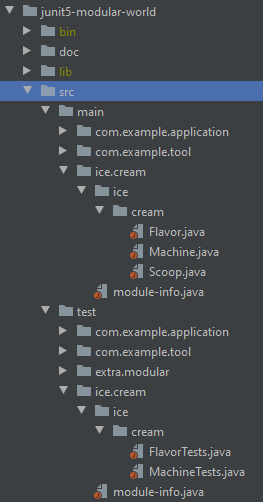 junit5-modular-world
bin
doc
lib
src
main
com.example.application
com.example.tool
ice.cream
ice
cream
Flavor.java
Machine.java
Scoop.java
module-info.java
test
com.example.application
com.example.tool
extra.modular
ice.cream
ice
cream
FlavorTests.java
MachineTests.java
module-info.java